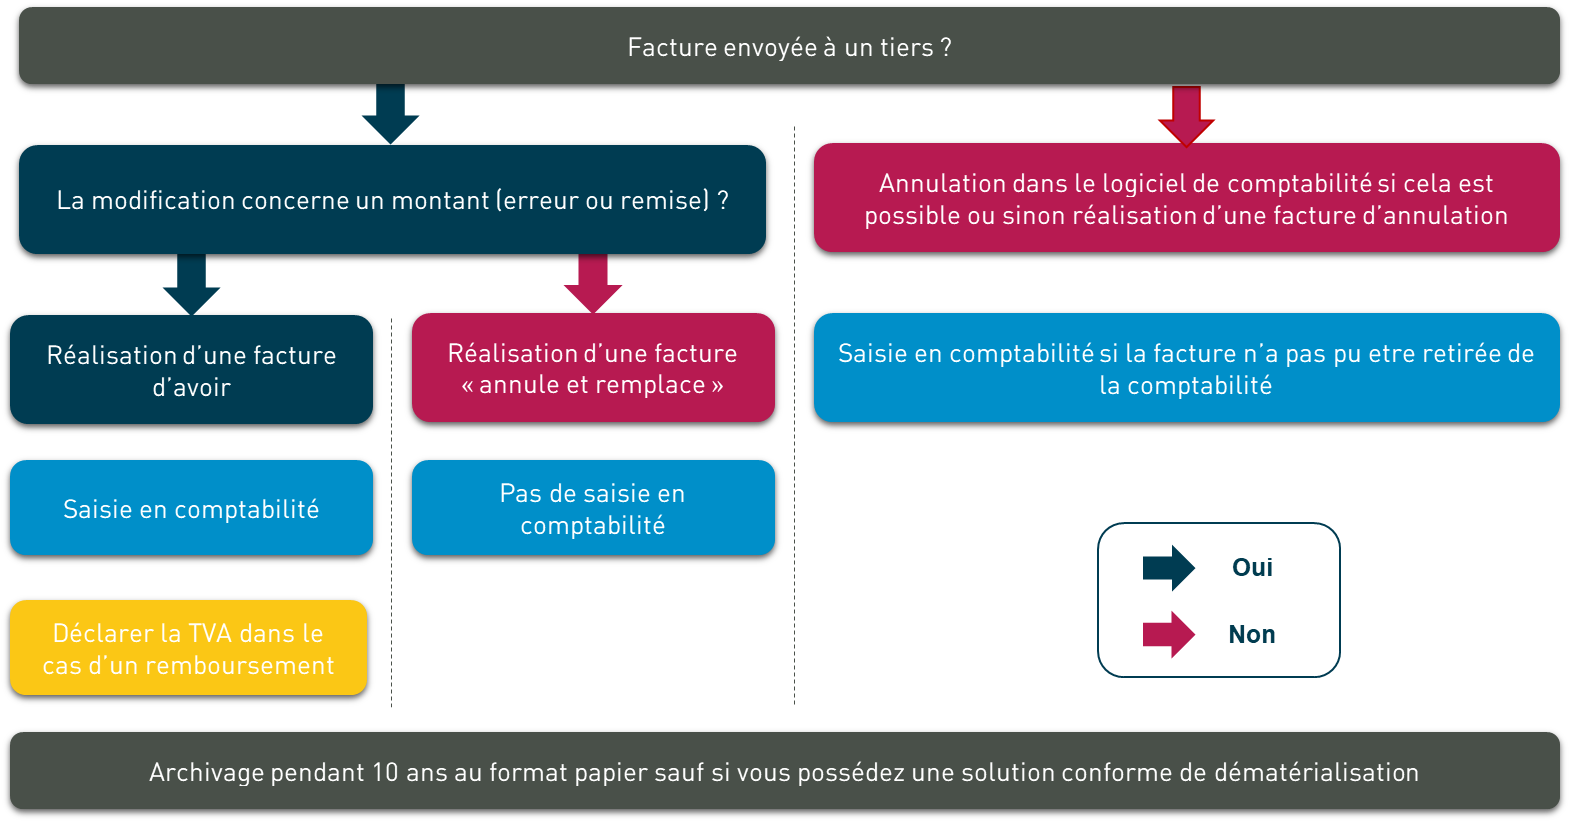 Facture envoyée à un tiers ?
La modification concerne un montant (erreur ou remise) ?
Annulation dans le logiciel de comptabilité si cela est
possible ou sinon réalisation d'une facture d'annulation
Réalisation d'une facture
d'avoir
Réalisation d'une facture
« annule et remplace »
Saisie en comptabilité si la facture n'a pas pu etre retirée de
la comptabilité
Saisie en comptabilité
Pas de saisie en
comptabilité
Oui
Non
Déclarer la TVA dans le
cas d'un remboursement
Archivage pendant 10 ans au format papier sauf si vous possédez une solution conforme de dématérialisation